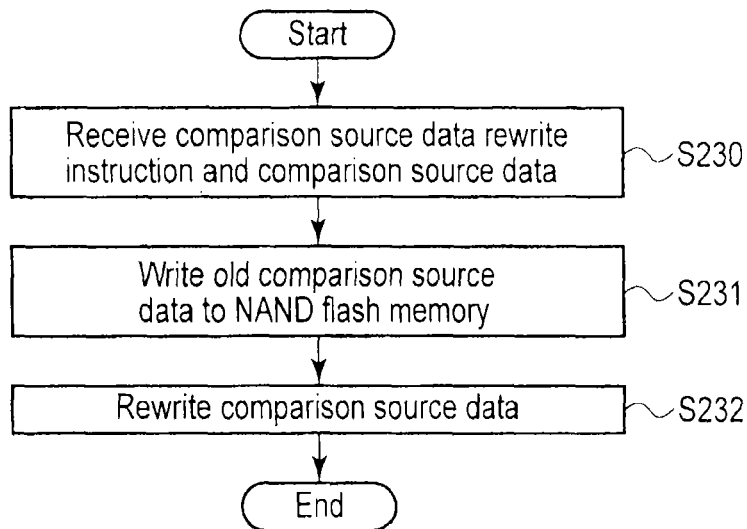 Start
Receive comparison source data rewrite
instruction and comparison source data
S230
Write old comparison source
data to NAND flash memory
S231
Rewrite comparison source data
S232
End